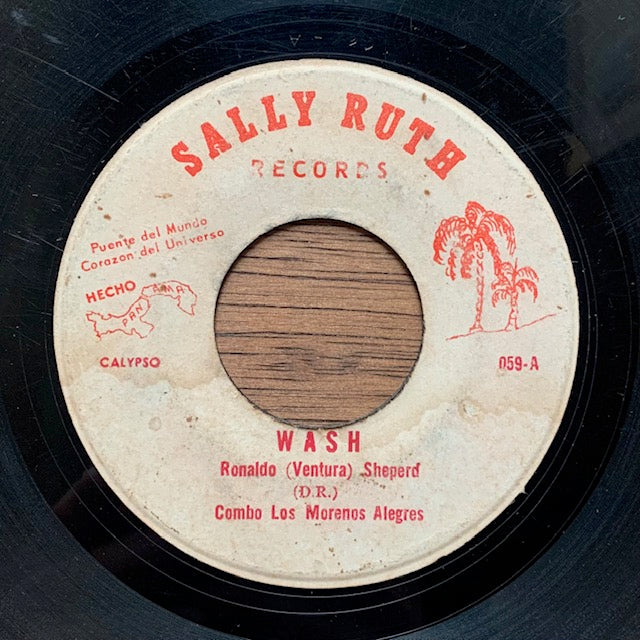 SALLY RUTH
RECORDS
Puente del Mundo
Corazon del Universo
HECHO
PANAMA
CALYPSO
059-A
WASH
Ronaldo (Ventura) Sheperd
(D.R.)
Combo Los Morenos Alegres